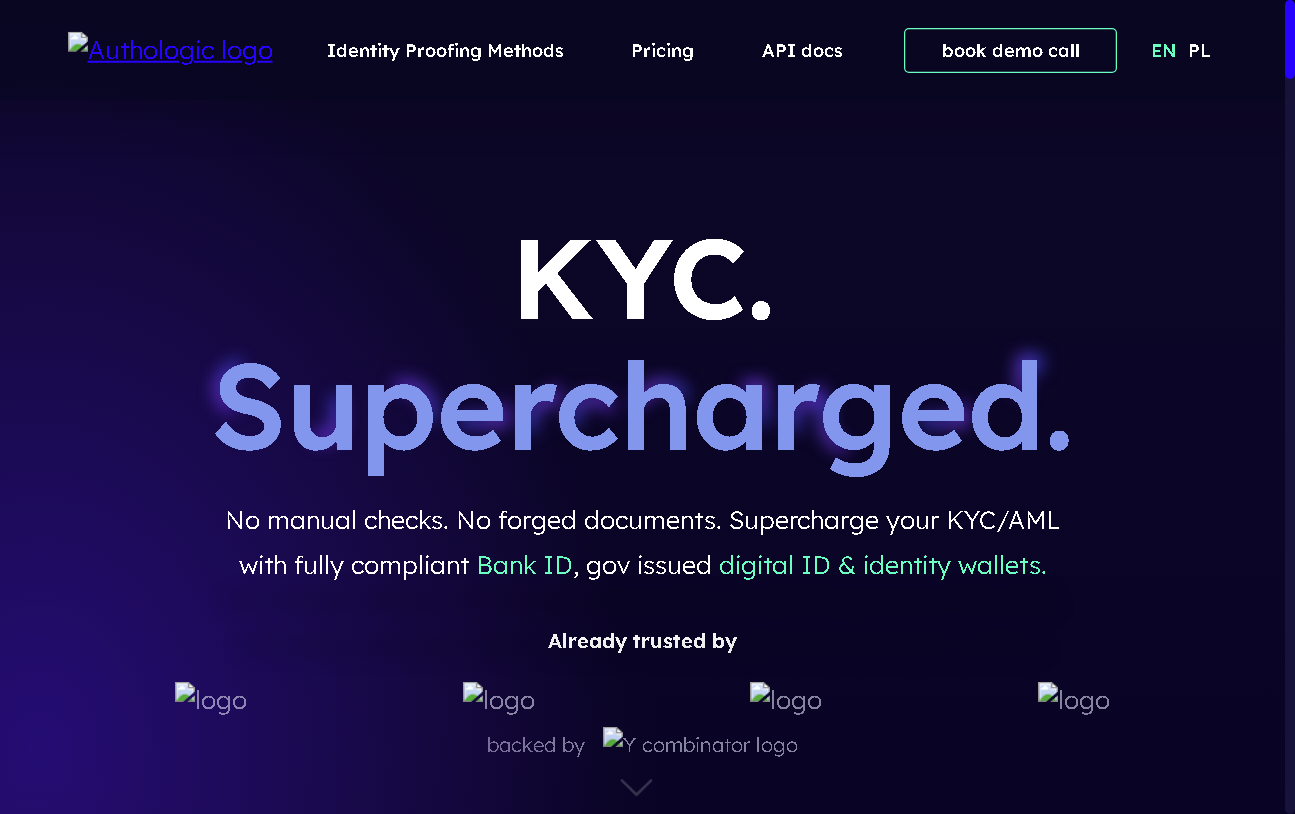 Authologic logo
Identity Proofing Methods
Pricing
API docs
book demo call
EN PL
KYC.
Supercharged.
No manual checks. No forged documents. Supercharge your KYC/AML
with fully compliant Bank ID, gov issued digital ID & identity wallets.
Already trusted by
logo
logo
logo
logo
backed by Y combinator logo